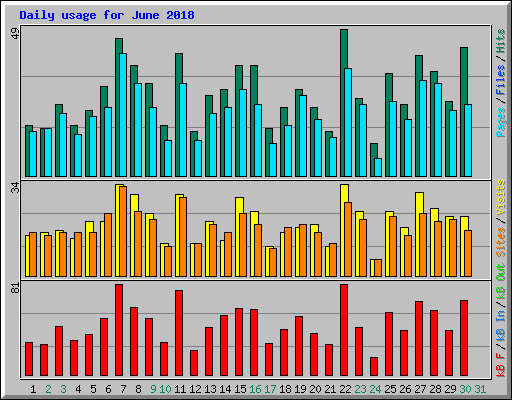 Daily usage for June 2018
49
34
81
Pages / Files / Hits
Sites / Visits
kB F / kB In / kB Out
1 2 3 4 5 6 7 8 9 10 11 12 13 14 15 16 17 18 19 20 21 22 23 24 25 26 27 28 29 30 31